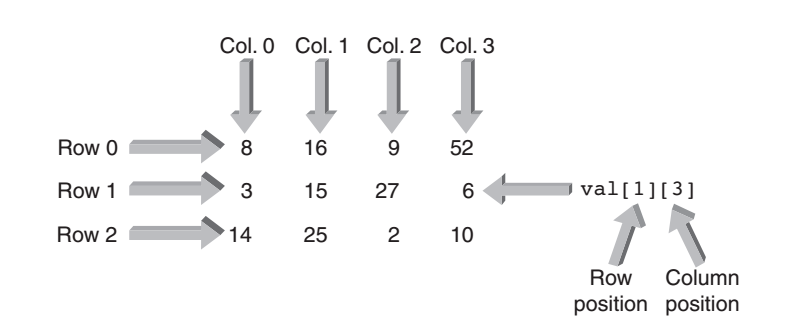 Col. 0 Col. 1 Col. 2 Col. 3
Row 0 8 16 9 52
Row 1 3 15 27 6 val[1][3]
Row 2 14 25 2 10
Row position Column position